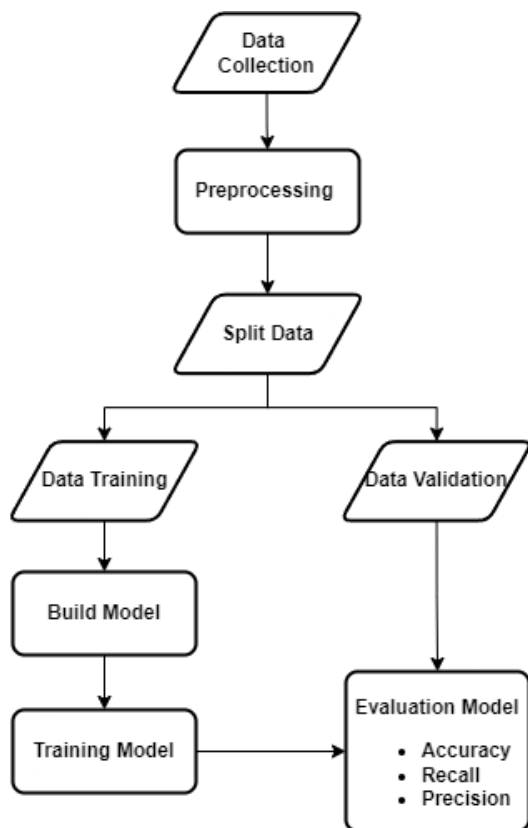 Data
Collection
Preprocessing
Split Data
Data Training
Data Validation
Build Model
Training Model
Evaluation Model
• Accuracy
• Recall
• Precision